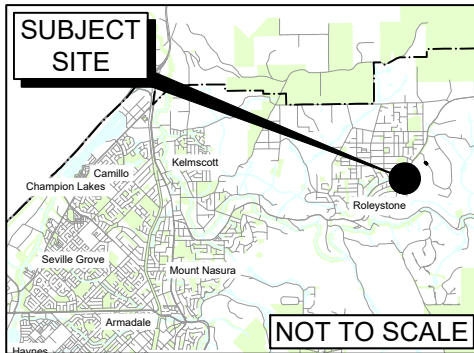 SUBJECT
SITE
Kelmscott
Camillo
Champion Lakes
Roleystone
Seville Grove
Mount Nasura
Armadale
NOT TO SCALE
Haynes